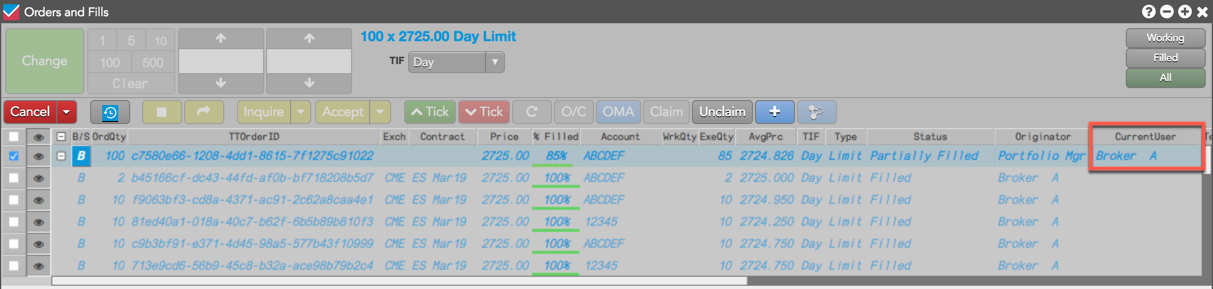 Orders and Fills
Change
1 5 10
100 500
Clear
100 x 2725.00 Day Limit
TIF Day
Working
Filled
All
Cancel Inquire Accept Tick Tick C O/C OMA Claim Unclaim +
B/S OrdQty TTOrderID Exch Contract Price % Filled Account WrkQty ExeQty AvgPrc TIF Type Status Originator CurrentUser Te
B 100 c7580e66-1208-4dd1-8615-7f1275c91022 2725.00 85% ABCDEF 85 2724.826 Day Limit Partially Filled Portfolio Mgr Broker A
B 2 b45166cf-dc43-44fd-af0b-bf718208b5d7 CME ES Mar19 2725.00 100% ABCDEF 2 2725.000 Day Limit Filled Broker A
B 10 f9063bf3-cd8a-4371-ac91-2c62a8caa4e1 CME ES Mar19 2725.00 100% ABCDEF 10 2724.950 Day Limit Filled Broker A
B 10 81ed40a1-018a-40c7-b62f-6b5b89b810f3 CME ES Mar19 2725.00 100% 12345 10 2724.250 Day Limit Filled Broker A
B 10 c9b3bf91-e371-4d45-98a5-577b43f10999 CME ES Mar19 2725.00 100% ABCDEF 10 2724.750 Day Limit Filled Broker A
B 10 713e9cd6-56b9-45c8-b32a-ace98b79b2c4 CME ES Mar19 2725.00 100% 12345 10 2724.750 Day Limit Filled Broker A